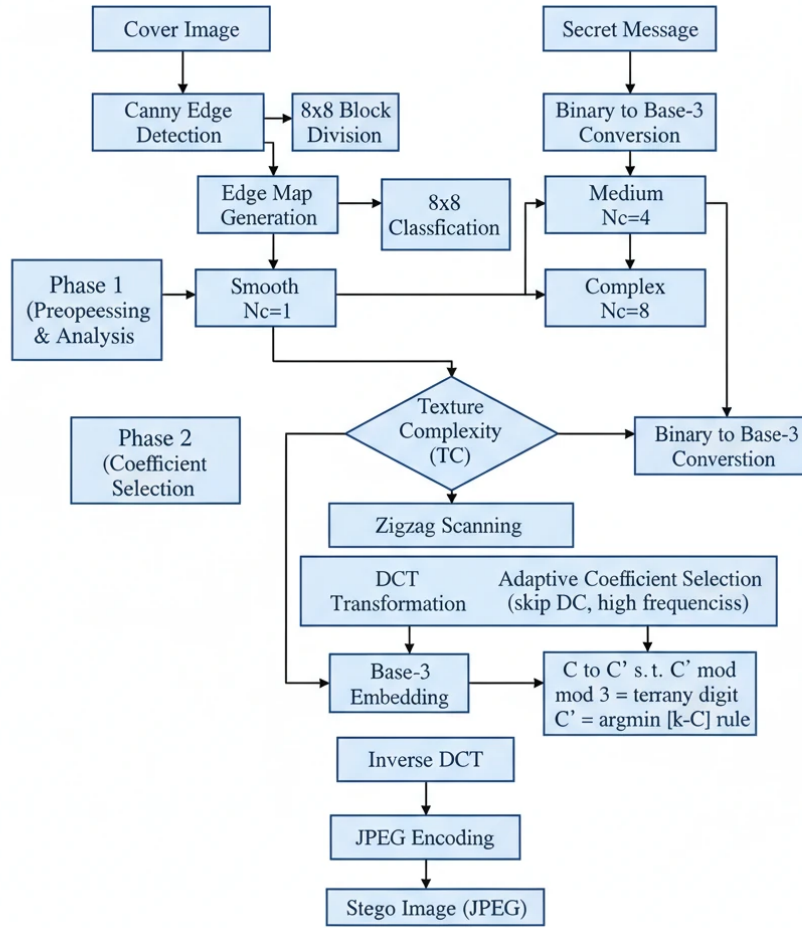 Cover Image
Secret Message
Canny Edge
Detection
8x8 Block
Division
Binary to Base-3
Conversion
Edge Map
Generation
8x8
Classfication
Medium
Nc=4
Phase 1
(Preopeessing
& Analysis
Smooth
Nc=1
Complex
Nc=8
Texture
Complexity
(TC)
Phase 2
(Coefficient
Selection
Binary to Base-3
Converstion
Zigzag Scanning
DCT
Transformation
Adaptive Coefficient Selection
(skip DC, high frequenciss)
Base-3
Embedding
C to C' s. t. C' mod
mod 3 = terrany digit
C' = argmin [k-C] rule
Inverse DCT
JPEG Encoding
Stego Image (JPEG)